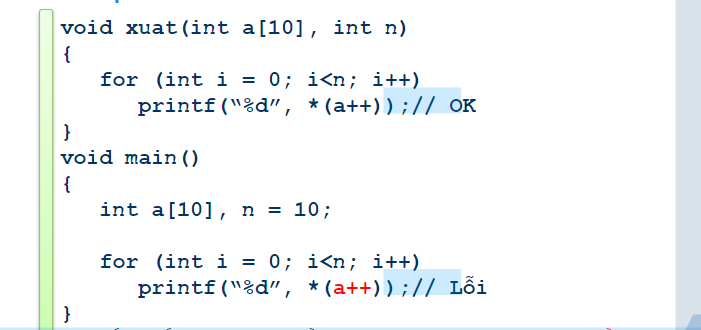 void xuat(int a[10], int n)
{
for (int i = 0; i<n; i++)
printf(“%d”, *(a++));// OK
}
void main()
{
int a[10], n = 10;
for (int i = 0; i<n; i++)
printf(“%d”, *(a++));// Lỗi
}